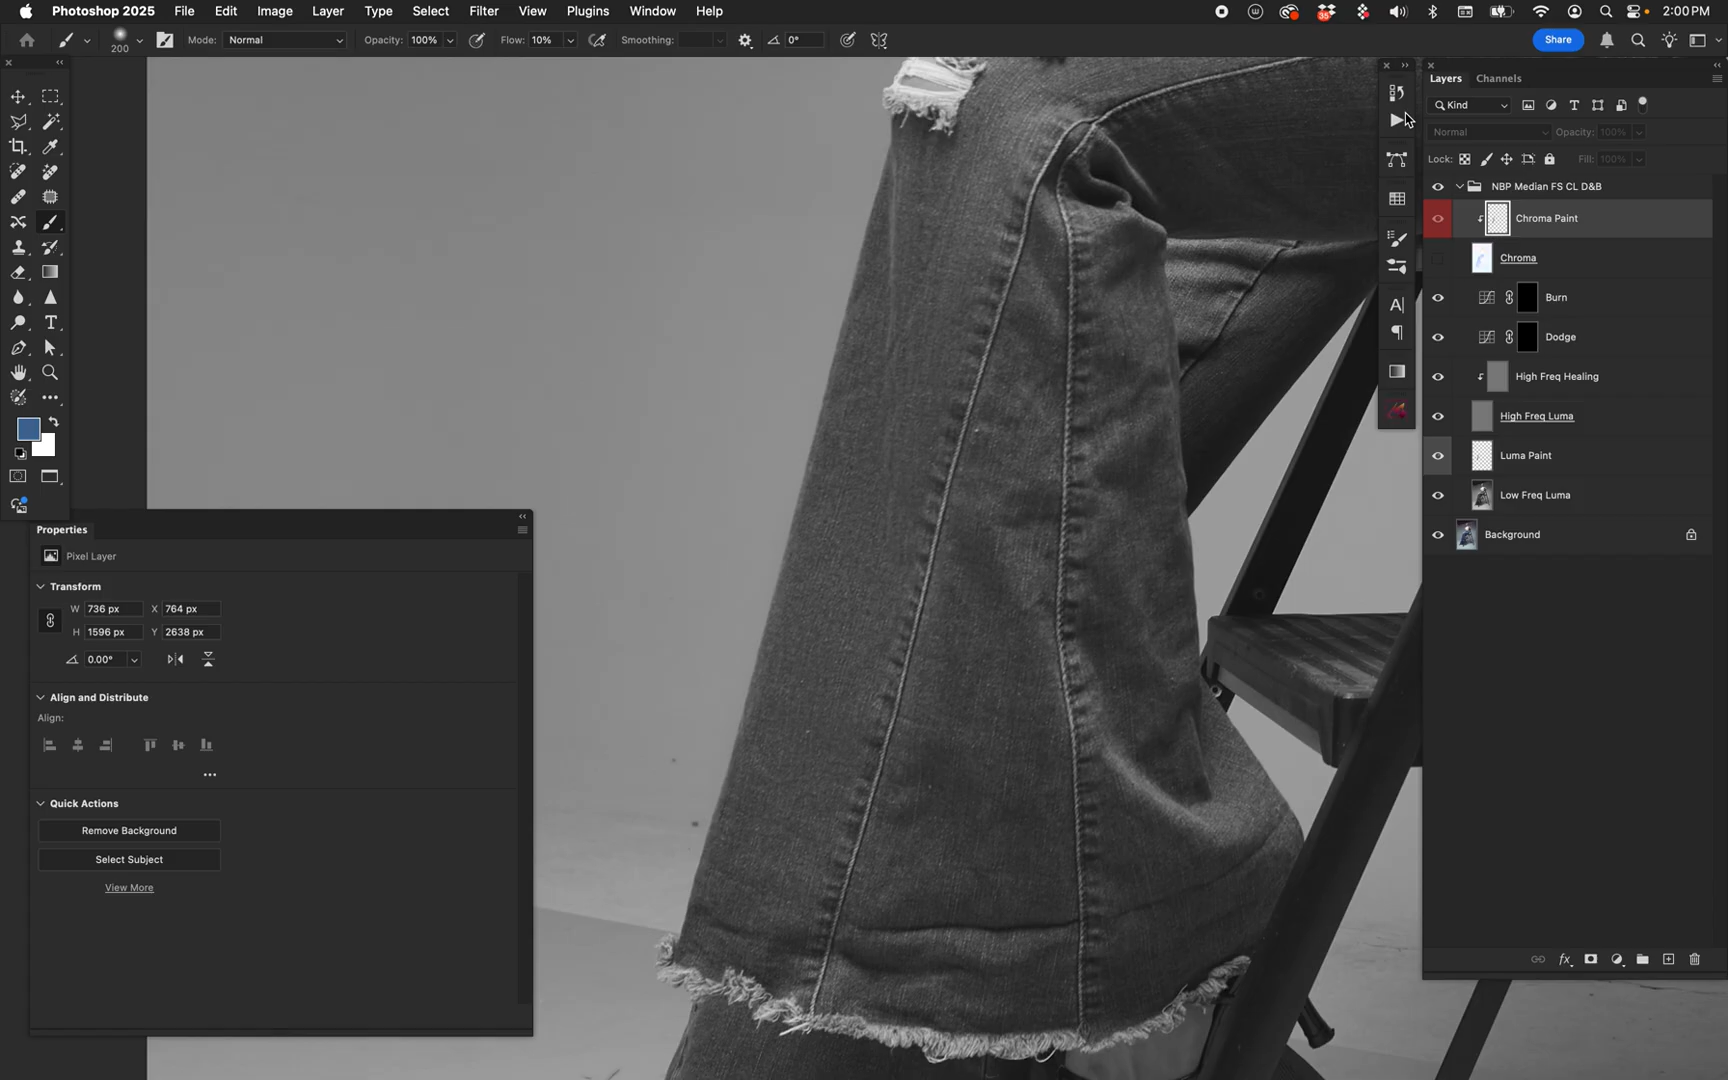 Photoshop 2025 File Edit Image Layer Type Select Filter View Plugins Window Help 35 2:00 PM
200 Mode: Normal Opacity: 100% Flow: 10% Smoothing: 0° Share
Layers Channels
Kind
Normal Opacity: 100%
Lock: Fill: 100%
NBP Median FS CL D&B
Chroma Paint
Chroma
Burn
Dodge
High Freq Healing
High Freq Luma
Luma Paint
Low Freq Luma
Background
Properties
Pixel Layer
Transform
W 736 px X 764 px
H 1596 px Y 2638 px
0.00°
Align and Distribute
Align:
Quick Actions
Remove Background
Select Subject
View More